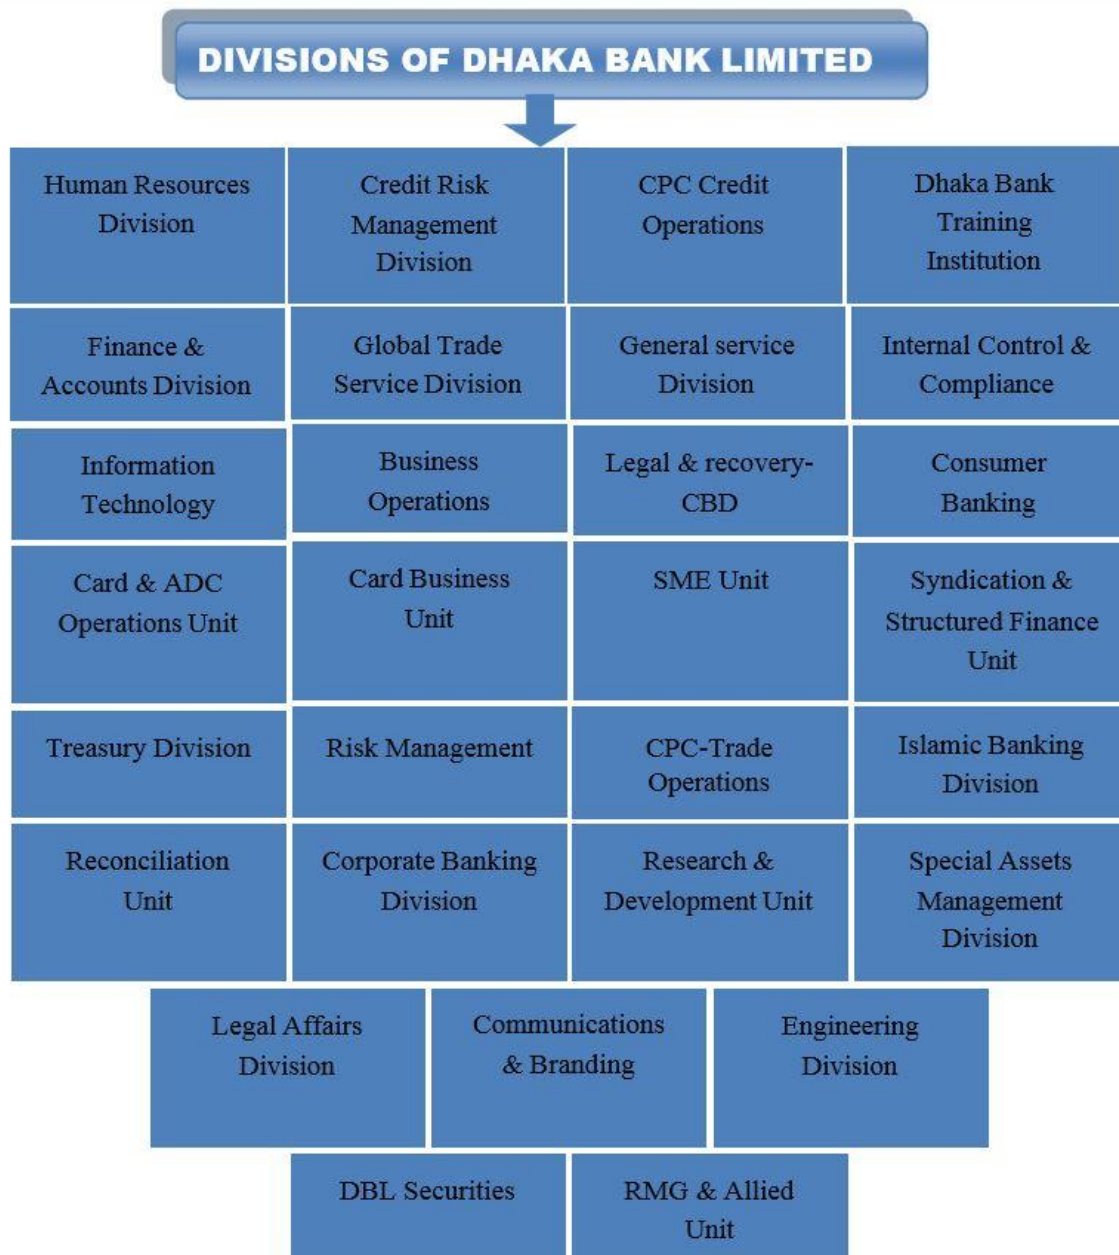 DIVISIONS OF DHAKA BANK LIMITED
Human Resources
Division
Credit Risk
Management
Division
CPC Credit
Operations
Dhaka Bank
Training
Institution
Finance &
Accounts Division
Global Trade
Service Division
General service
Division
Internal Control &
Compliance
Information
Technology
Business
Operations
Legal & recovery-
CBD
Consumer
Banking
Card & ADC
Operations Unit
Card Business
Unit
SME Unit
Syndication &
Structured Finance
Unit
Treasury Division
Risk Management
CPC-Trade
Operations
Islamic Banking
Division
Reconciliation
Unit
Corporate Banking
Division
Research &
Development Unit
Special Assets
Management
Division
Legal Affairs
Division
Communications
& Branding
Engineering
Division
DBL Securities
RMG & Allied
Unit